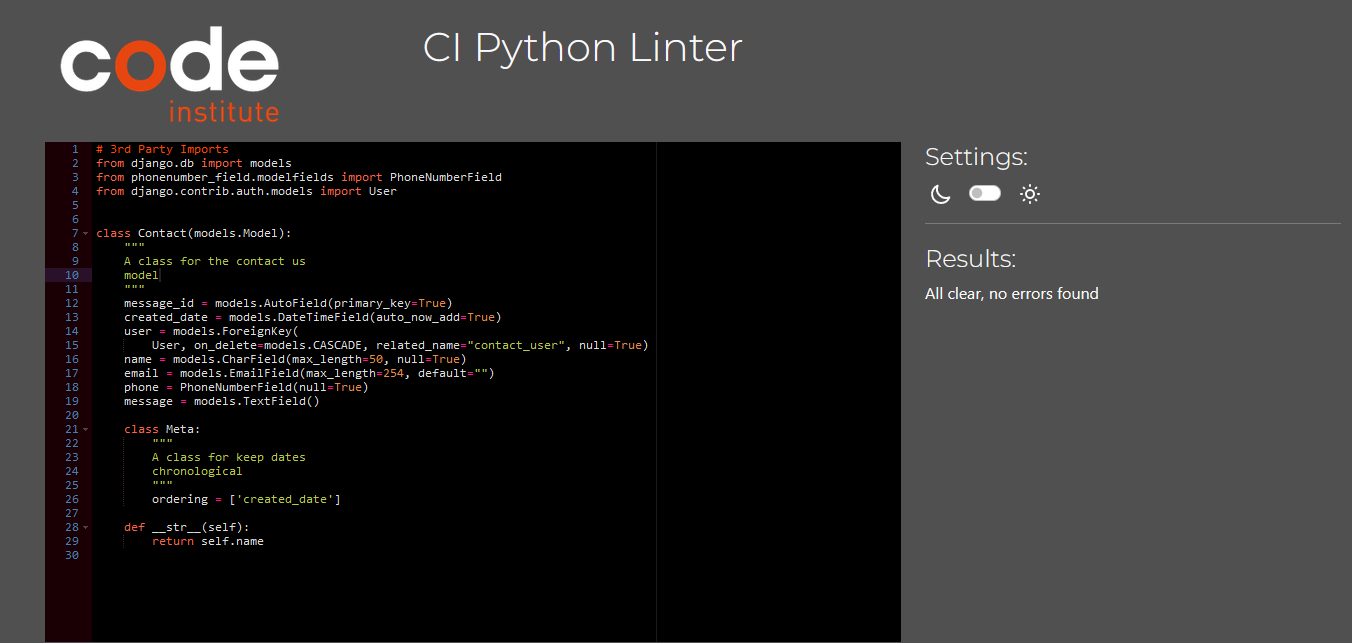 code
institute
CI Python Linter
1 # 3rd Party Imports
2 from django.db import models
3 from phonenumber_field.modelfields import PhoneNumberField
4 from django.contrib.auth.models import User
5
6
7 class Contact(models.Model):
8     """
9     A class for the contact us
10     model
11     """
12     message_id = models.AutoField(primary_key=True)
13     created_date = models.DateTimeField(auto_now_add=True)
14     user = models.ForeignKey(
15         User, on_delete=models.CASCADE, related_name="contact_user", null=True)
16     name = models.CharField(max_length=50, null=True)
17     email = models.EmailField(max_length=254, default="")
18     phone = PhoneNumberField(null=True)
19     message = models.TextField()
20
21     class Meta:
22         """
23         A class for keep dates
24         chronological
25         """
26         ordering = ['created_date']
27
28     def __str__(self):
29         return self.name
30
Settings:
Results:
All clear, no errors found